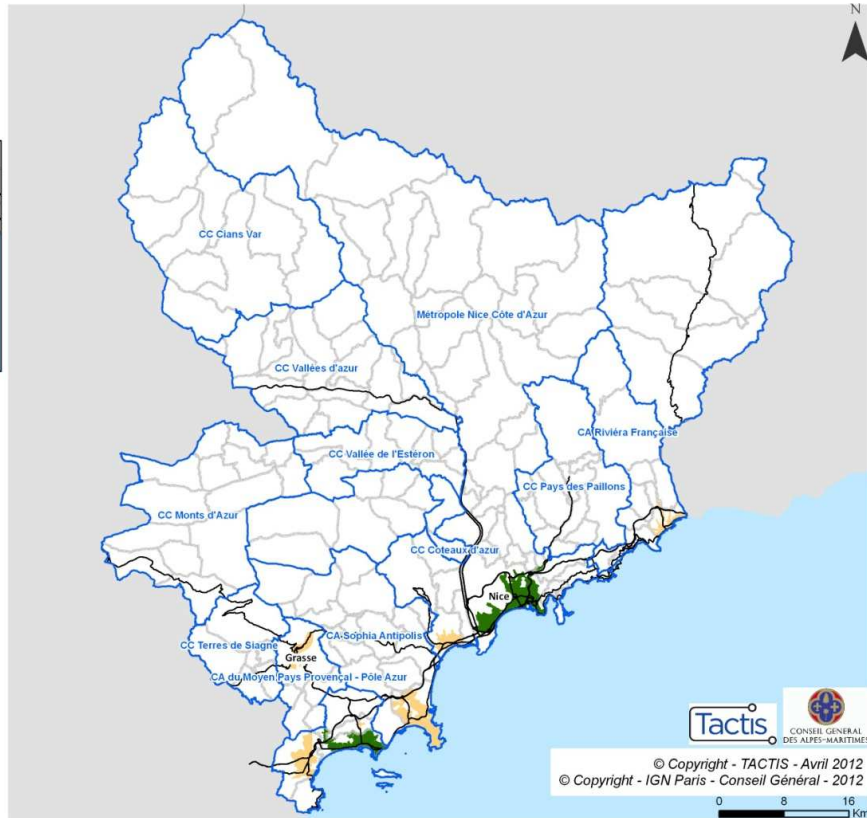 N
CC Cians Var
Métropole Nice Côte d'Azur
CC Vallées d'azur
CA Riviéra Française
CC Vallée de l'Estéron
CC Pays des Paillons
CC Monts d'Azur
CC Coteaux d'azur
Nice
CA Sophia Antipolis
CC Terres de Siagne
Grasse
CA du Moyen Pays Provençal - Pôle Azur
Tactis
CONSEIL GENERAL
DES ALPES-MARITIMES
© Copyright - TACTIS - Avril 2012
© Copyright - IGN Paris - Conseil Général - 2012
0 8 16
Km